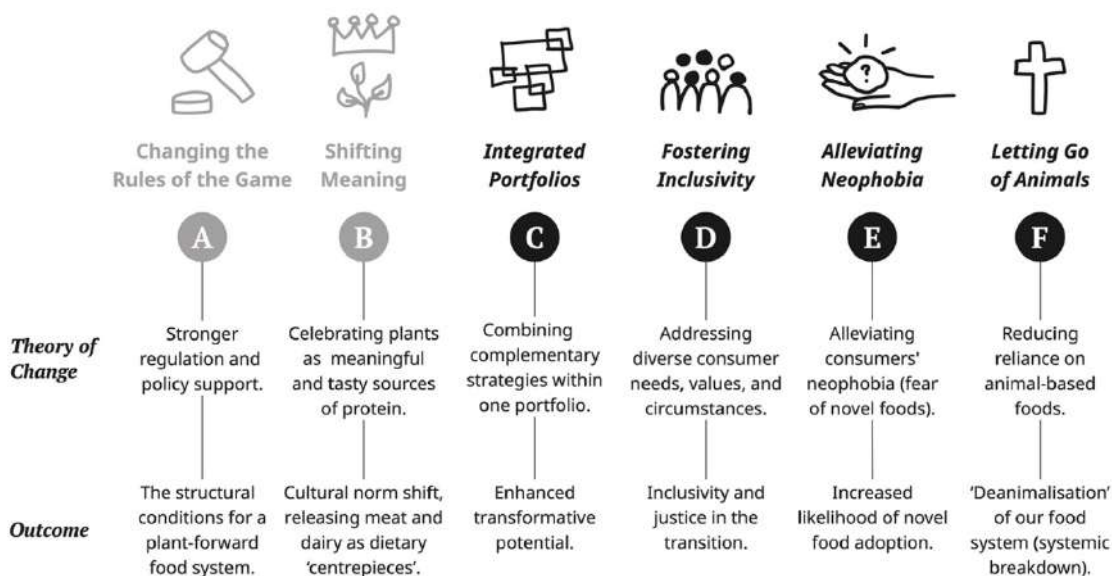 ?
Changing the
Rules of the Game
Shifting
Meaning
Integrated
Portfolios
Fostering
Inclusivity
Alleviating
Neophobia
Letting Go
of Animals
A
B
C
D
E
F
Theory of
Change
Stronger
regulation and
policy support.
Celebrating plants
as meaningful
and tasty sources
of protein.
Combining
complementary
strategies within
one portfolio.
Addressing
diverse consumer
needs, values, and
circumstances.
Alleviating
consumers'
neophobia (fear
of novel foods).
Reducing
reliance on
animal-based
foods.
Outcome
The structural
conditions for a
plant-forward
food system.
Cultural norm shift,
releasing meat and
dairy as dietary
'centrepieces'.
Enhanced
transformative
potential.
Inclusivity and
justice in the
transition.
Increased
likelihood of novel
food adoption.
'Deanimalisation'
of our food
system (systemic
breakdown).